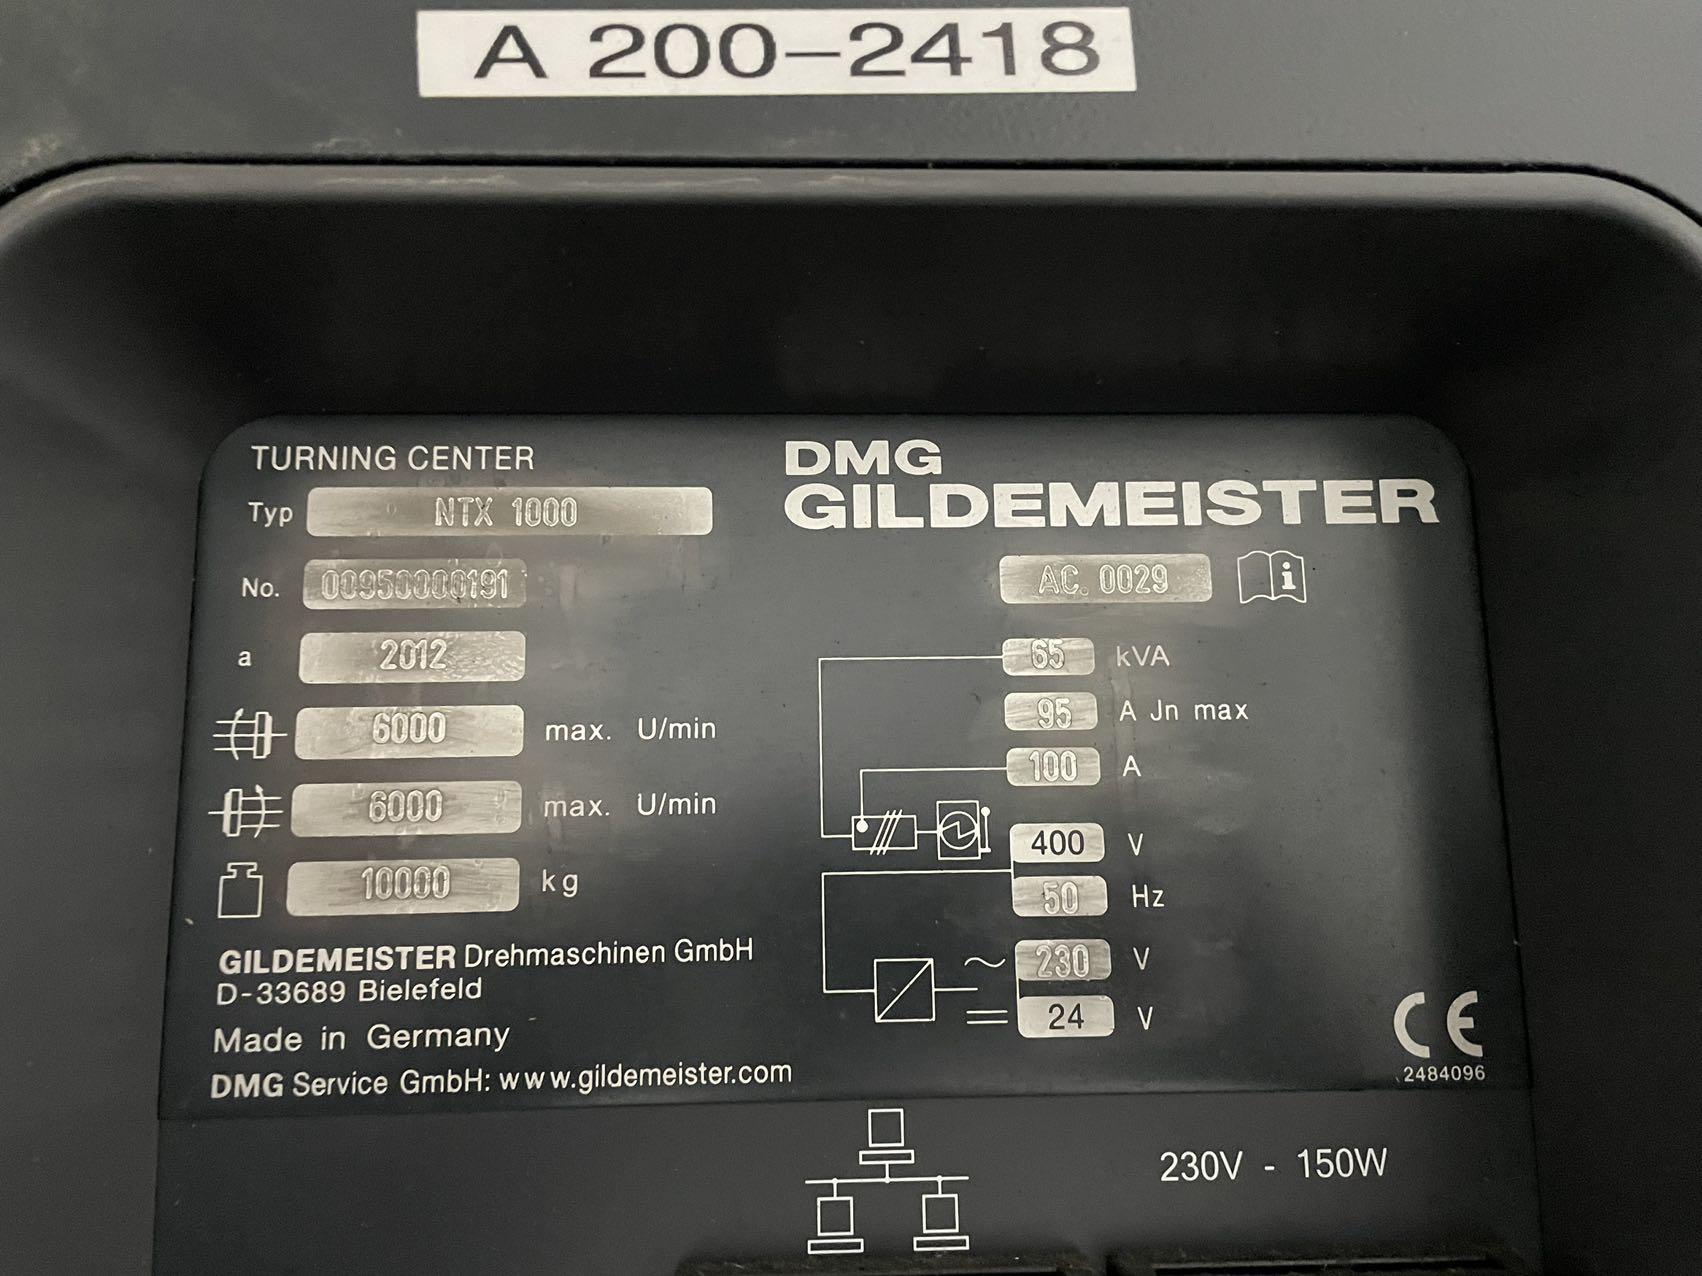 A 200-2418
TURNING CENTER
DMG
GILDEMEISTER
Typ NTX 1000
No. 00950000191
AC. 0029 i
a 2012
65 kVA
6000 max. U/min
95 A Jn max
100 A
6000 max. U/min
400 V
10000 kg
50 Hz
GILDEMEISTER Drehmaschinen GmbH
D-33689 Bielefeld
~ 230 V
24 V
Made in Germany
CE
DMG Service GmbH: www.gildemeister.com
2484096
230V - 150W